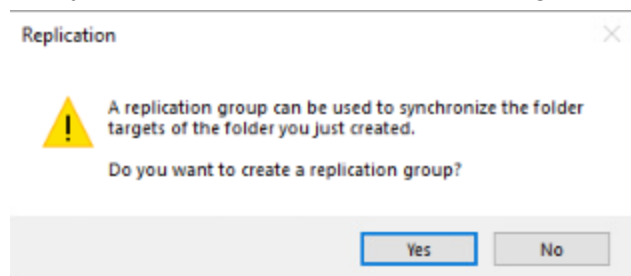 Replication
A replication group can be used to synchronize the folder
targets of the folder you just created.
Do you want to create a replication group?
Yes No